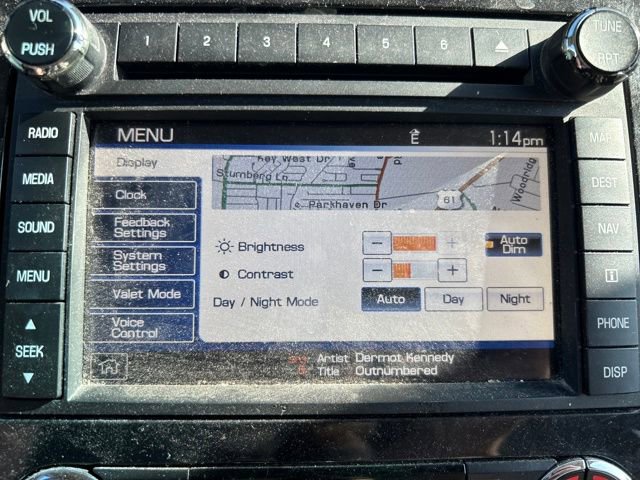 VOL
PUSH
1 2 3 4 5 6
TUNE
OPT
RADIO
MEDIA
SOUND
MENU
SEEK
MENU
E
1:14pm
Display
Clock
Feedback
Settings
System
Settings
Valet Mode
Voice
Control
Key West Dr
Stumberg Ln
Parkhaven Dr
61
Woodridg
Brightness
− +
Auto
Dim
Contrast
− +
Day / Night Mode
Auto Day Night
Artist Dermot Kennedy
Title Outnumbered
MAP
DEST
NAV
i
PHONE
DISP